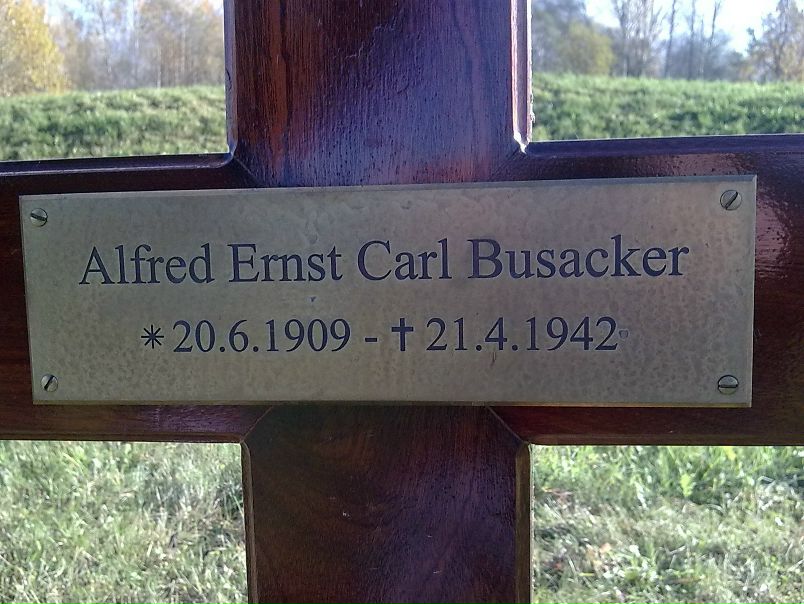 Alfred Ernst Carl Busacker
* 20.6.1909 - ✝ 21.4.1942